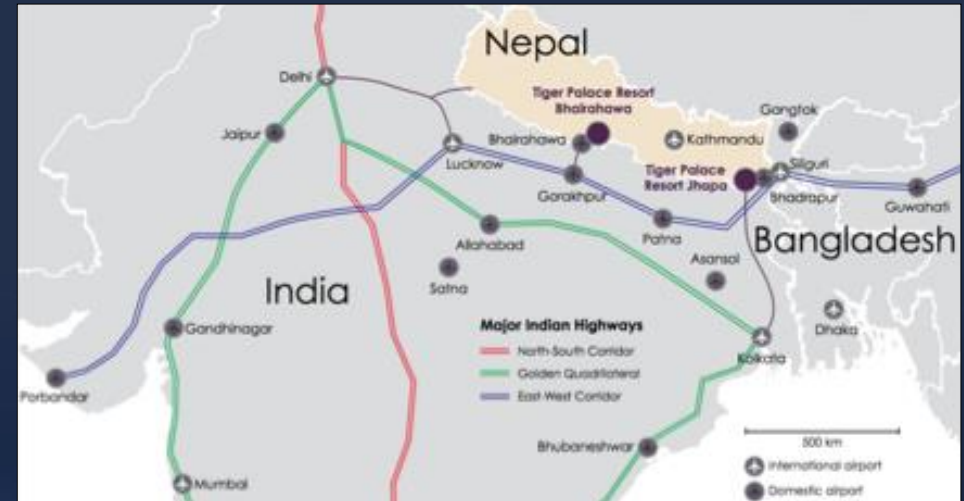 Nepal
Delhi
Tiger Palace Resort
Bhairahawa
Gangtok
Jaipur
Bhairahawa
Kathmandu
Lucknow
Siliguri
Tiger Palace
Resort Jhapa
Gorakhpur
Bhadrapur
Guwahati
Patna
Allahabad
Bangladesh
Asansol
India
Satna
Major Indian Highways
Gandhinagar
Dhaka
North-South Corridor
Kolkata
Golden Quadrilateral
Porbandar
East-West Corridor
500 km
Bhubaneshwar
International airport
Mumbai
Domestic airport